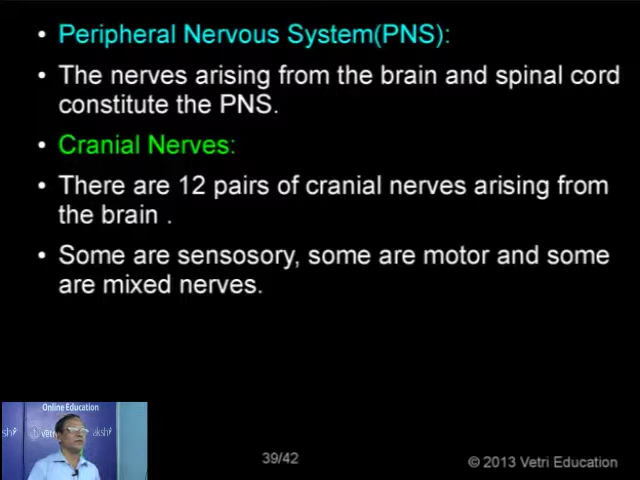 • Peripheral Nervous System(PNS):
• The nerves arising from the brain and spinal cord
constitute the PNS.
• Cranial Nerves:
• There are 12 pairs of cranial nerves arising from
the brain .
• Some are sensosory, some are motor and some
are mixed nerves.
Online Education
39/42
© 2013 Vetri Education